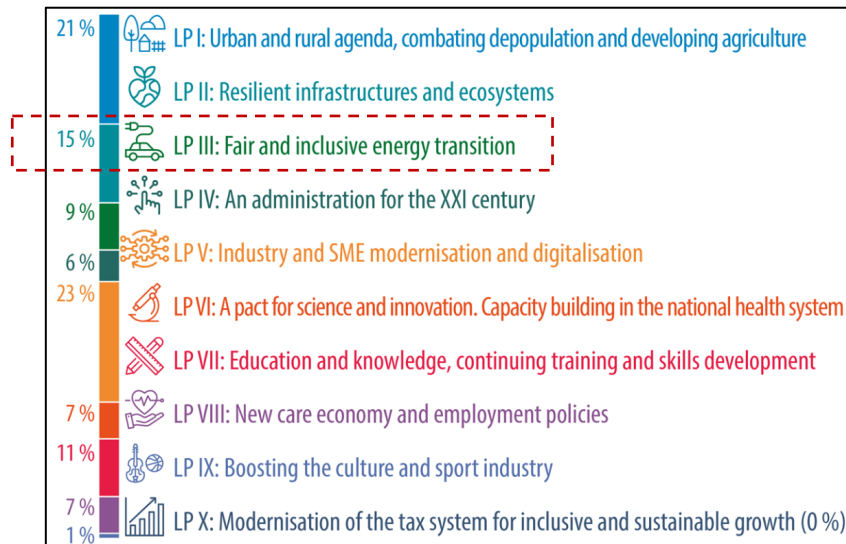 21 %
LP I: Urban and rural agenda, combating depopulation and developing agriculture
LP II: Resilient infrastructures and ecosystems
15 %
LP III: Fair and inclusive energy transition
LP IV: An administration for the XXI century
9 %
LP V: Industry and SME modernisation and digitalisation
6 %
23 %
LP VI: A pact for science and innovation. Capacity building in the national health system
LP VII: Education and knowledge, continuing training and skills development
7 %
LP VIII: New care economy and employment policies
11 %
LP IX: Boosting the culture and sport industry
7 %
LP X: Modernisation of the tax system for inclusive and sustainable growth (0 %)
1 %